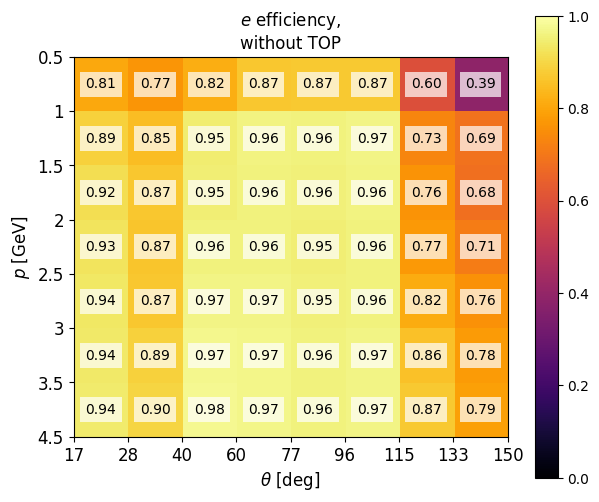 e efficiency,
without TOP
0.5
1
1.5
2
2.5
3
3.5
4.5
p [GeV]
0.81 0.77 0.82 0.87 0.87 0.87 0.60 0.39
0.89 0.85 0.95 0.96 0.96 0.97 0.73 0.69
0.92 0.87 0.95 0.96 0.96 0.96 0.76 0.68
0.93 0.87 0.96 0.96 0.95 0.96 0.77 0.71
0.94 0.87 0.97 0.97 0.95 0.96 0.82 0.76
0.94 0.89 0.97 0.97 0.96 0.97 0.86 0.78
0.94 0.90 0.98 0.97 0.96 0.97 0.87 0.79
17 28 40 60 77 96 115 133 150
θ [deg]
1.0
0.8
0.6
0.4
0.2
0.0